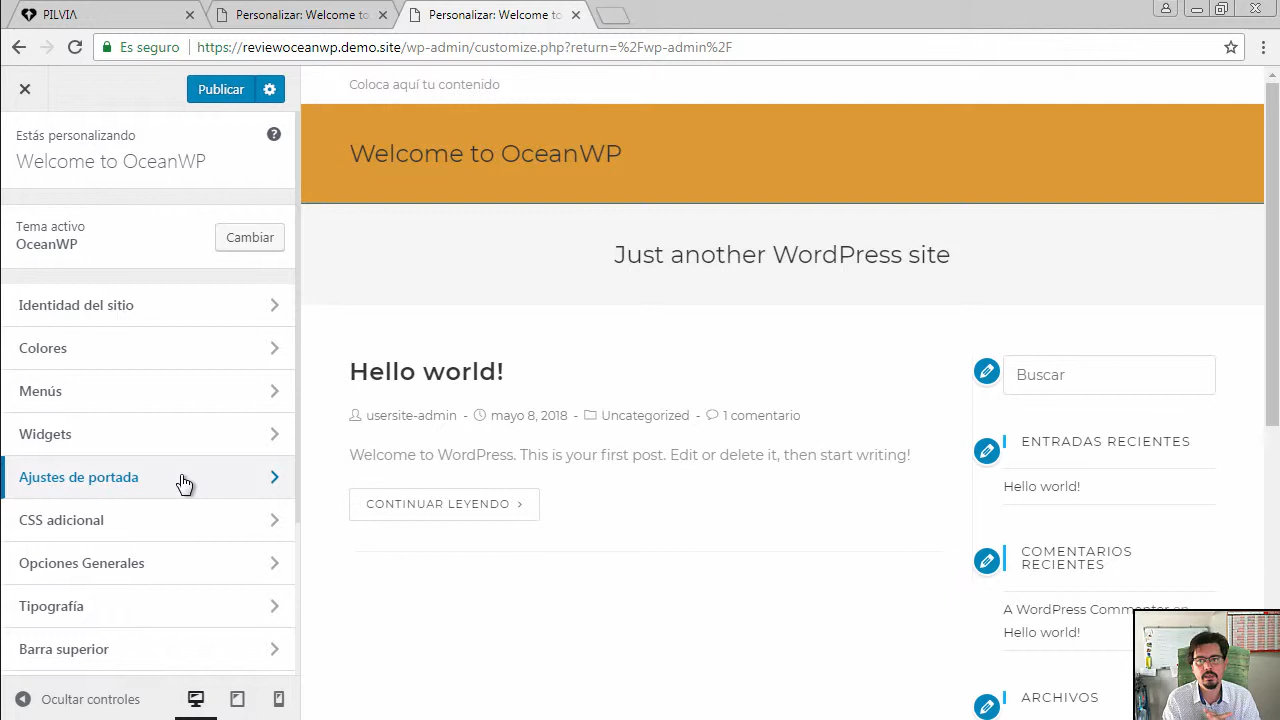 PILVIA
Personalizar: Welcome to
Personalizar: Welcome to
Es seguro
https://reviewoceanwp.demo.site/wp-admin/customize.php?return=%2Fwp-admin%2F
Publicar
Estás personalizando
Welcome to OceanWP
Tema activo
OceanWP
Cambiar
Identidad del sitio
Colores
Menús
Widgets
Ajustes de portada
CSS adicional
Opciones Generales
Tipografía
Barra superior
Ocultar controles
Coloca aquí tu contenido
Welcome to OceanWP
Just another WordPress site
Hello world!
usersite-admin - mayo 8, 2018 - Uncategorized - 1 comentario
Welcome to WordPress. This is your first post. Edit or delete it, then start writing!
CONTINUAR LEYENDO >
Buscar
ENTRADAS RECIENTES
Hello world!
COMENTARIOS
RECIENTES
A WordPress Commenter en
Hello world!
ARCHIVOS